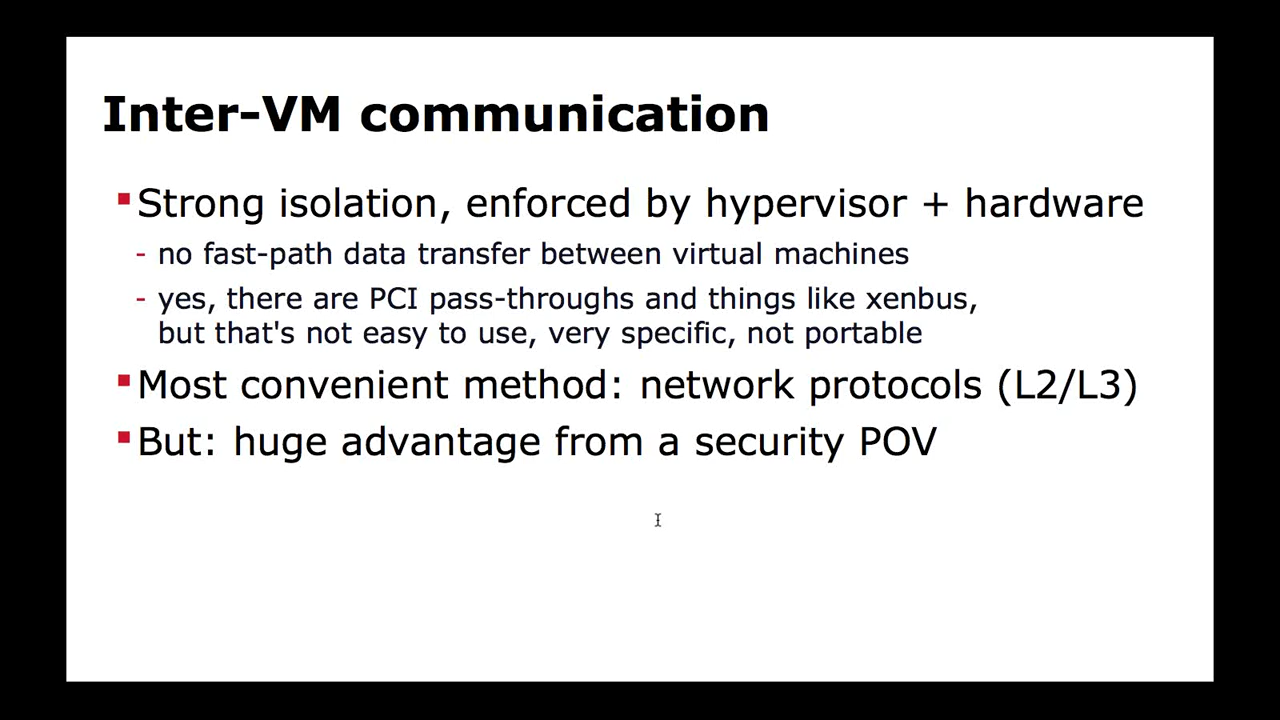 Inter-VM communication
Strong isolation, enforced by hypervisor + hardware
- no fast-path data transfer between virtual machines
- yes, there are PCI pass-throughs and things like xenbus,
but that's not easy to use, very specific, not portable
Most convenient method: network protocols (L2/L3)
But: huge advantage from a security POV